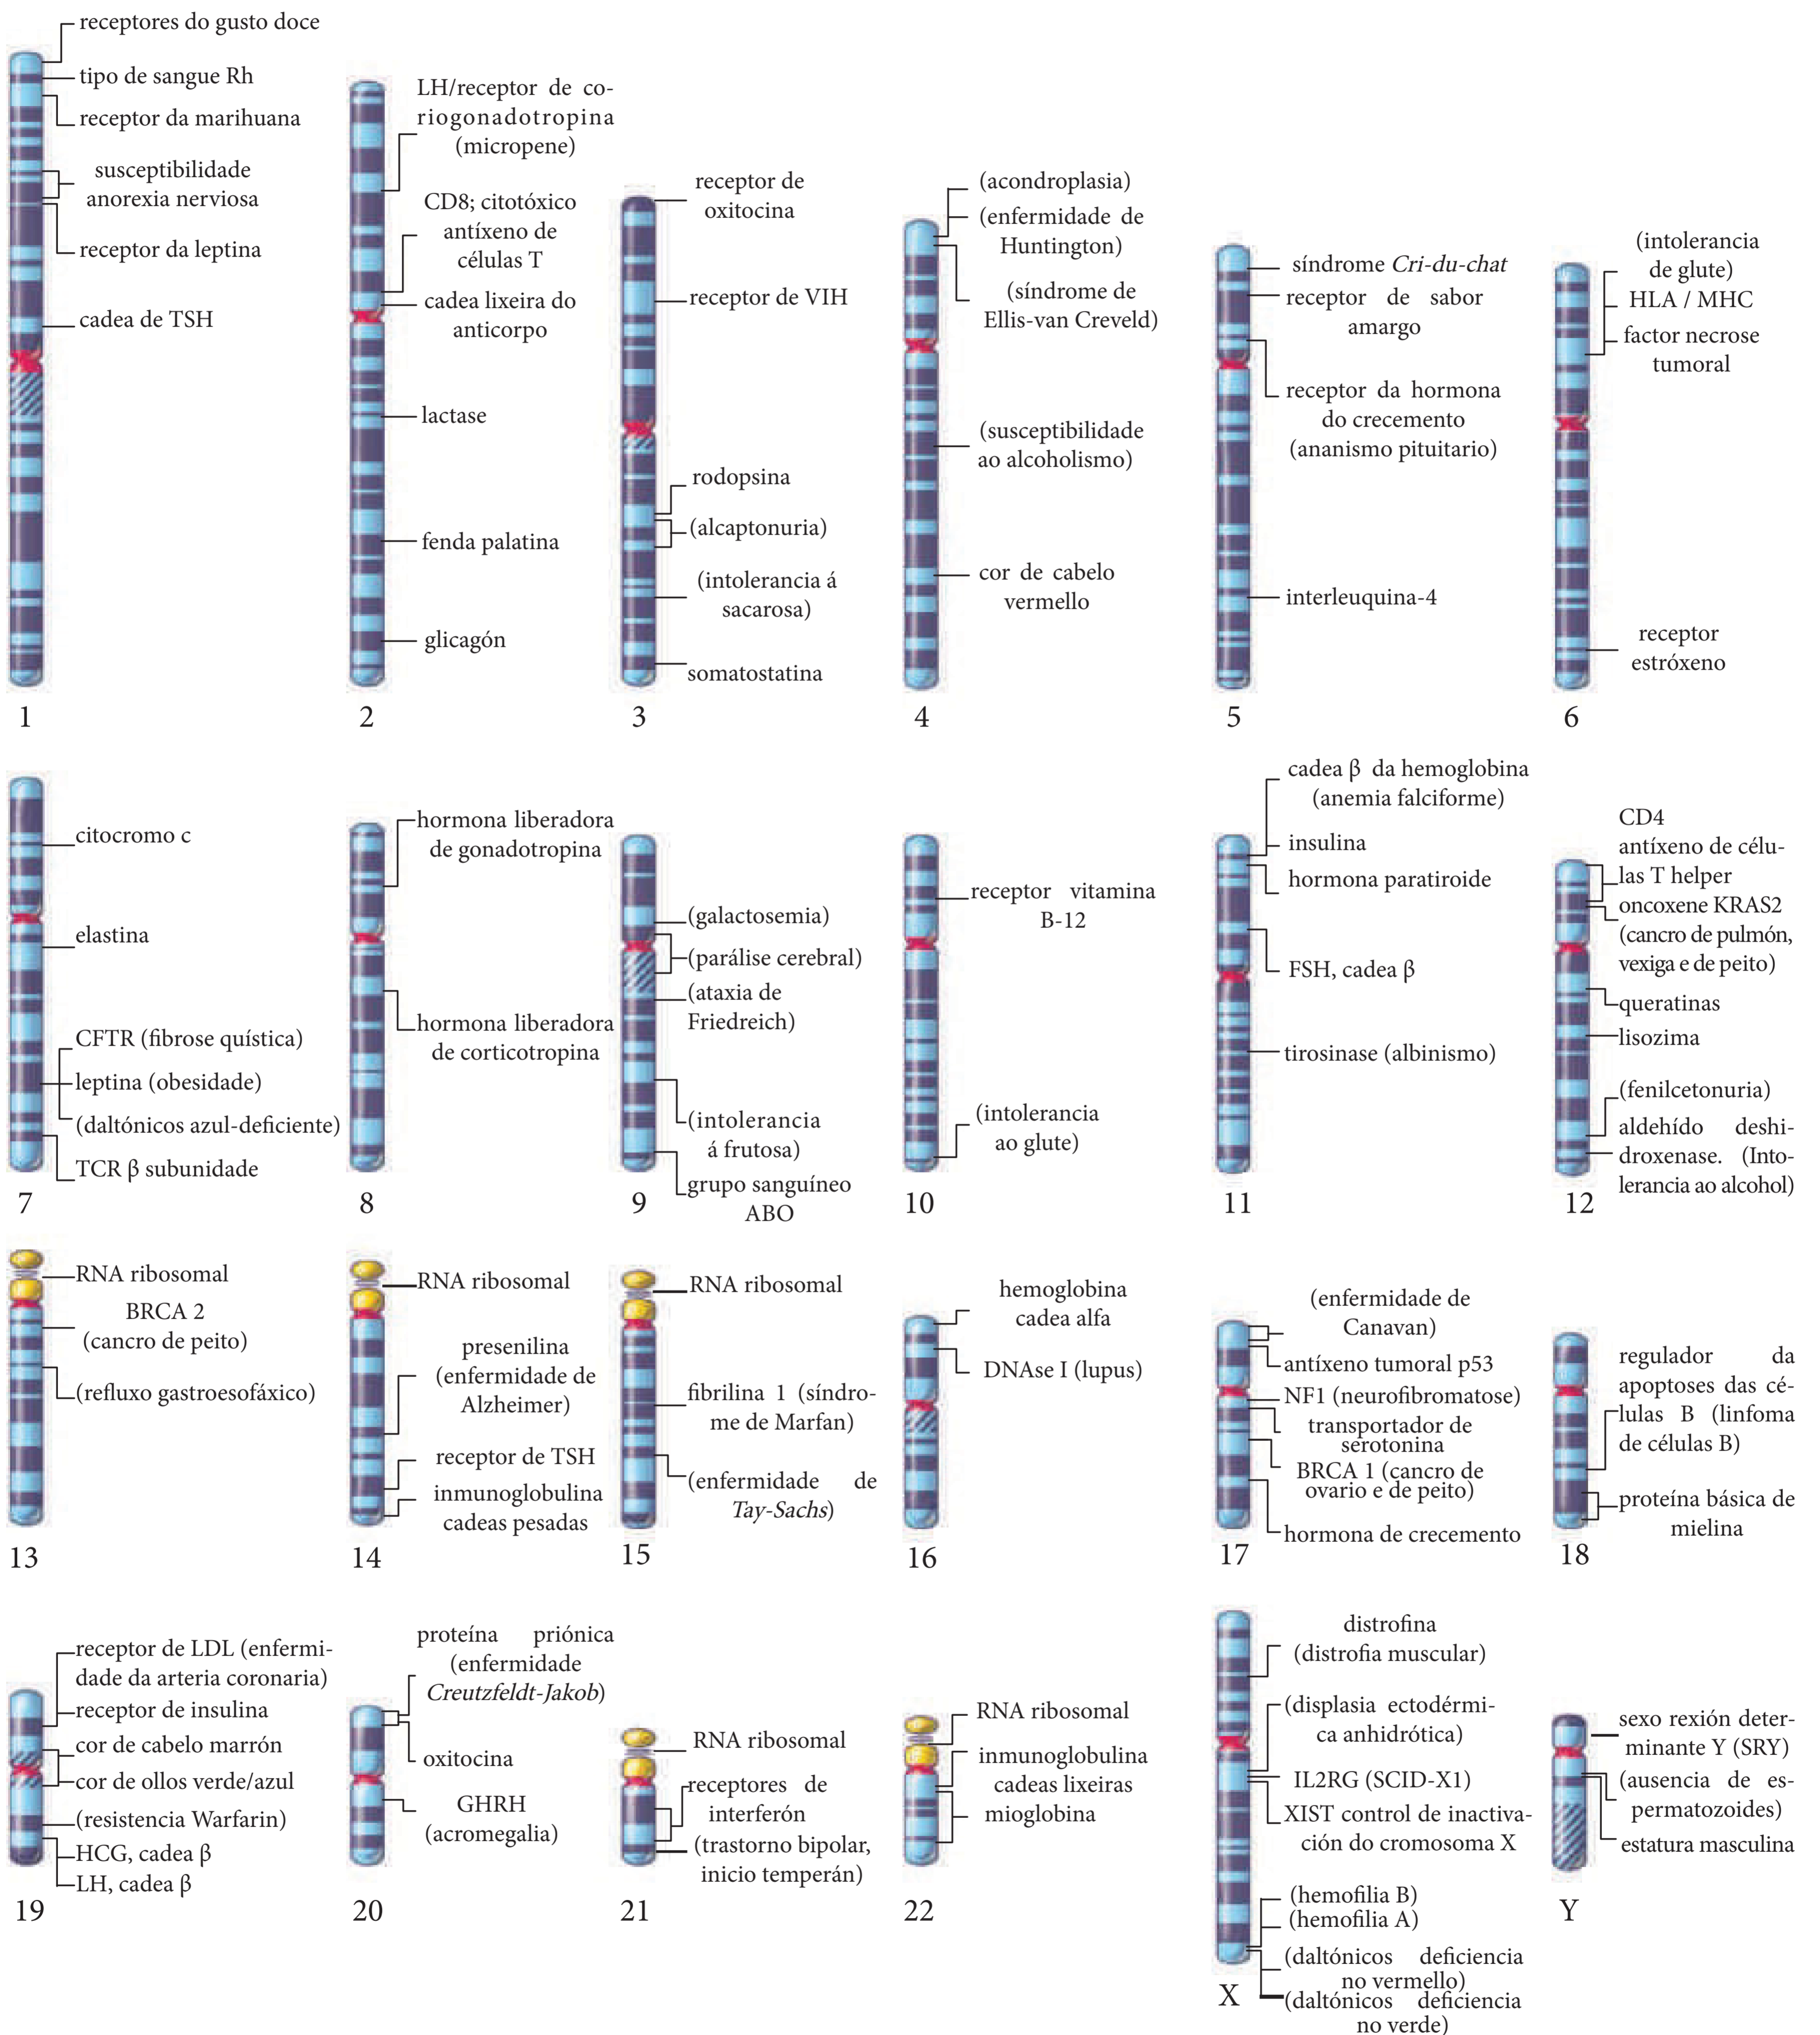 receptores do gusto doce
tipo de sangue Rh
receptor da marihuana
susceptibilidade
anorexia nerviosa
receptor da leptina
cadea de TSH
1
LH/receptor de co-
riogonadotropina
(micropene)
CD8; citotóxico
antíxeno de
células T
cadea lixeira do
anticorpo
lactase
fenda palatina
glicagón
2
receptor de
oxitocina
receptor de VIH
rodopsina
(alcaptonuria)
(intolerancia á
sacarosa)
somatostatina
3
(acondroplasia)
(enfermidade de
Huntington)
(síndrome de
Ellis-van Creveld)
(susceptibilidade
ao alcoholismo)
cor de cabelo
vermello
4
síndrome Cri-du-chat
receptor de sabor
amargo
receptor da hormona
do crecemento
(ananismo pituitario)
interleuquina-4
5
(intolerancia
de glute)
HLA / MHC
factor necrose
tumoral
receptor
estróxeno
6
citocromo c
elastina
CFTR (fibrose quística)
leptina (obesidade)
(daltónicos azul-deficiente)
TCR β subunidade
7
hormona liberadora
de gonadotropina
hormona liberadora
de corticotropina
8
(galactosemia)
(parálise cerebral)
(ataxia de
Friedreich)
(intolerancia
á frutosa)
grupo sanguíneo
ABO
9
receptor vitamina
B-12
(intolerancia
ao glute)
10
cadea β da hemoglobina
(anemia falciforme)
insulina
hormona paratiroide
FSH, cadea β
tirosinase (albinismo)
11
CD4
antíxeno de célu-
las T helper
oncoxene KRAS2
(cancro de pulmón,
vexiga e de peito)
queratinas
lisozima
(fenilcetonuria)
aldehído deshi-
droxenase. (Into-
lerancia ao alcohol)
12
RNA ribosomal
BRCA 2
(cancro de peito)
(refluxo gastroesofáxico)
13
RNA ribosomal
presenilina
(enfermidade de
Alzheimer)
receptor de TSH
inmunoglobulina
cadeas pesadas
14
RNA ribosomal
fibrilina 1 (síndro-
me de Marfan)
(enfermidade de
Tay-Sachs)
15
hemoglobina
cadea alfa
DNAse I (lupus)
16
(enfermidade de
Canavan)
antíxeno tumoral p53
NF1 (neurofibromatose)
transportador de
serotonina
BRCA 1 (cancro de
ovario e de peito)
hormona de crecemento
17
regulador da
apoptoses das cé-
lulas B (linfoma
de células B)
proteína básica de
mielina
18
receptor de LDL (enfermi-
dade da arteria coronaria)
receptor de insulina
cor de cabelo marrón
cor de ollos verde/azul
(resistencia Warfarin)
HCG, cadea β
LH, cadea β
19
proteína priónica
(enfermidade
Creutzfeldt-Jakob)
oxitocina
GHRH
(acromegalia)
20
RNA ribosomal
receptores de
interferón
(trastorno bipolar,
inicio temperán)
21
RNA ribosomal
inmunoglobulina
cadeas lixeiras
mioglobina
22
distrofina
(distrofia muscular)
(displasia ectodérmi-
ca anhidrótica)
IL2RG (SCID-X1)
XIST control de inactiva-
ción do cromosoma X
(hemofilia B)
(hemofilia A)
(daltónicos deficiencia
no vermello)
(daltónicos deficiencia
no verde)
X
sexo rexión deter-
minante Y (SRY)
(ausencia de es-
permatozoides)
estatura masculina
Y